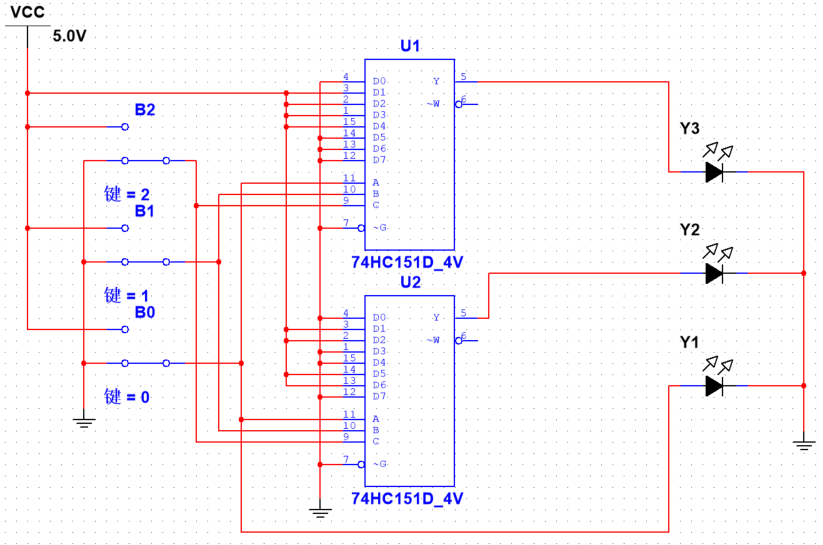 VCC
5.0V
B2
键 = 2
B1
键 = 1
B0
键 = 0
U1
4 D0 Y 5
3 D1
2 D2 ~W 6
1 D3
15 D4
14 D5
13 D6
12 D7
11 A
10 B
9 C
7 ~G
74HC151D_4V
U2
4 D0 Y 5
3 D1
2 D2 ~W 6
1 D3
15 D4
14 D5
13 D6
12 D7
11 A
10 B
9 C
7 ~G
74HC151D_4V
Y3
Y2
Y1